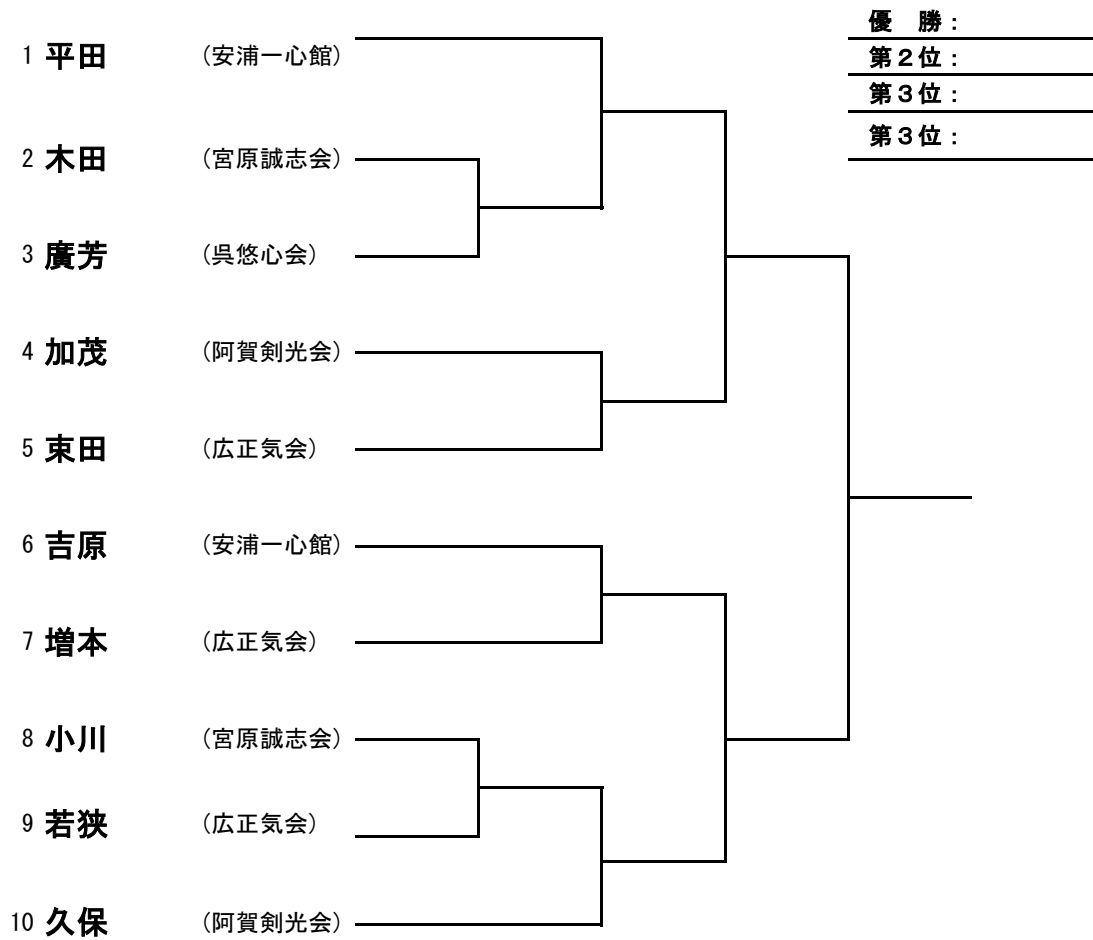 優　勝：
第２位：
第３位：
第３位：
1 平田 （安浦一心館）
2 木田 （宮原誠志会）
3 廣芳 （呉悠心会）
4 加茂 （阿賀剣光会）
5 東田 （広正気会）
6 吉原 （安浦一心館）
7 増本 （広正気会）
8 小川 （宮原誠志会）
9 若狭 （広正気会）
10 久保 （阿賀剣光会）